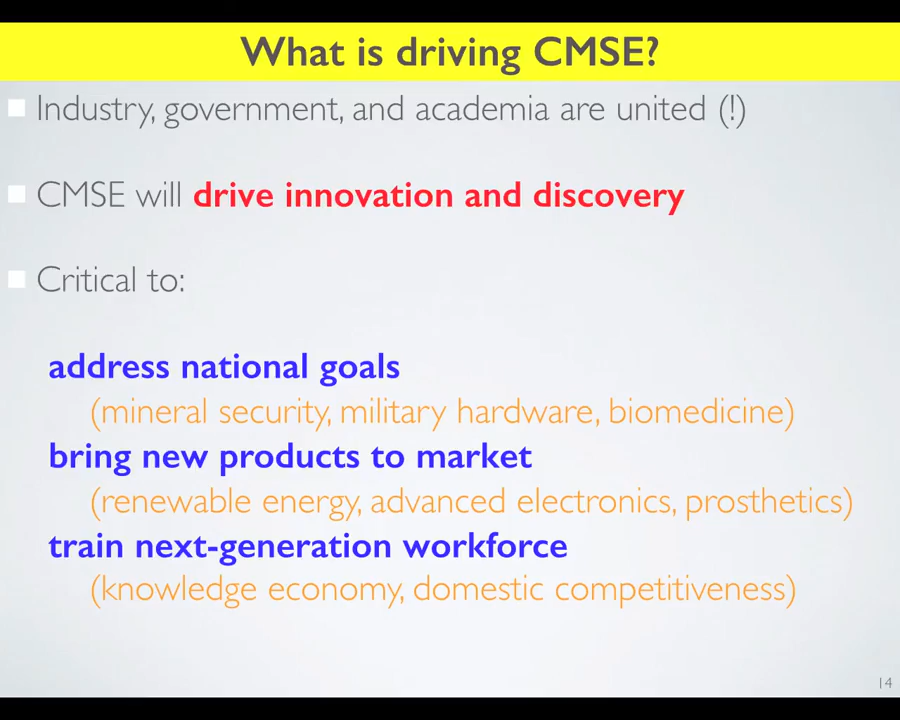 What is driving CMSE?
Industry, government, and academia are united (!)
CMSE will drive innovation and discovery
Critical to:
address national goals
(mineral security, military hardware, biomedicine)
bring new products to market
(renewable energy, advanced electronics, prosthetics)
train next-generation workforce
(knowledge economy, domestic competitiveness)
14